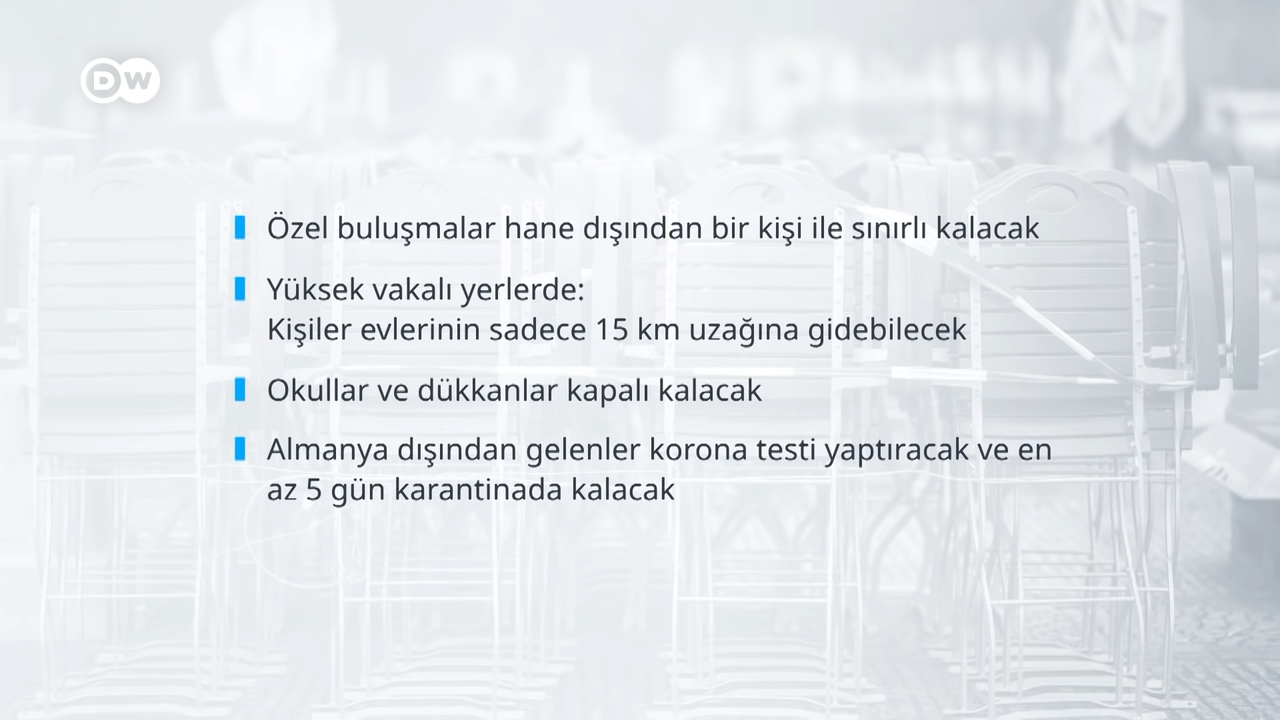 DW
Özel buluşmalar hane dışından bir kişi ile sınırlı kalacak
Yüksek vakalı yerlerde:
Kişiler evlerinin sadece 15 km uzağına gidebilecek
Okullar ve dükkanlar kapalı kalacak
Almanya dışından gelenler korona testi yaptıracak ve en
az 5 gün karantinada kalacak